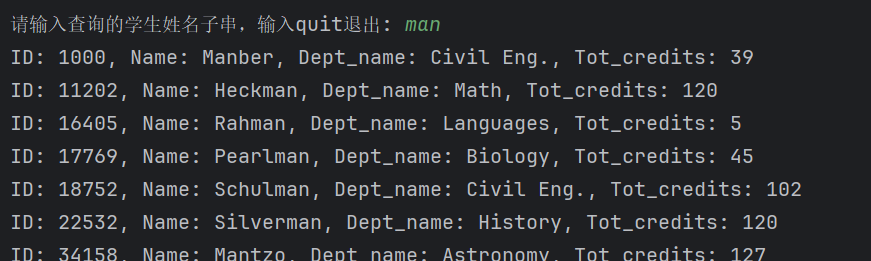 请输入查询的学生姓名子串，输入quit退出: man
ID: 1000, Name: Manber, Dept_name: Civil Eng., Tot_credits: 39
ID: 11202, Name: Heckman, Dept_name: Math, Tot_credits: 120
ID: 16405, Name: Rahman, Dept_name: Languages, Tot_credits: 5
ID: 17769, Name: Pearlman, Dept_name: Biology, Tot_credits: 45
ID: 18752, Name: Schulman, Dept_name: Civil Eng., Tot_credits: 102
ID: 22532, Name: Silverman, Dept_name: History, Tot_credits: 120
ID: 34158, Name: Mantzo, Dept_name: Astronomy, Tot_credits: 127